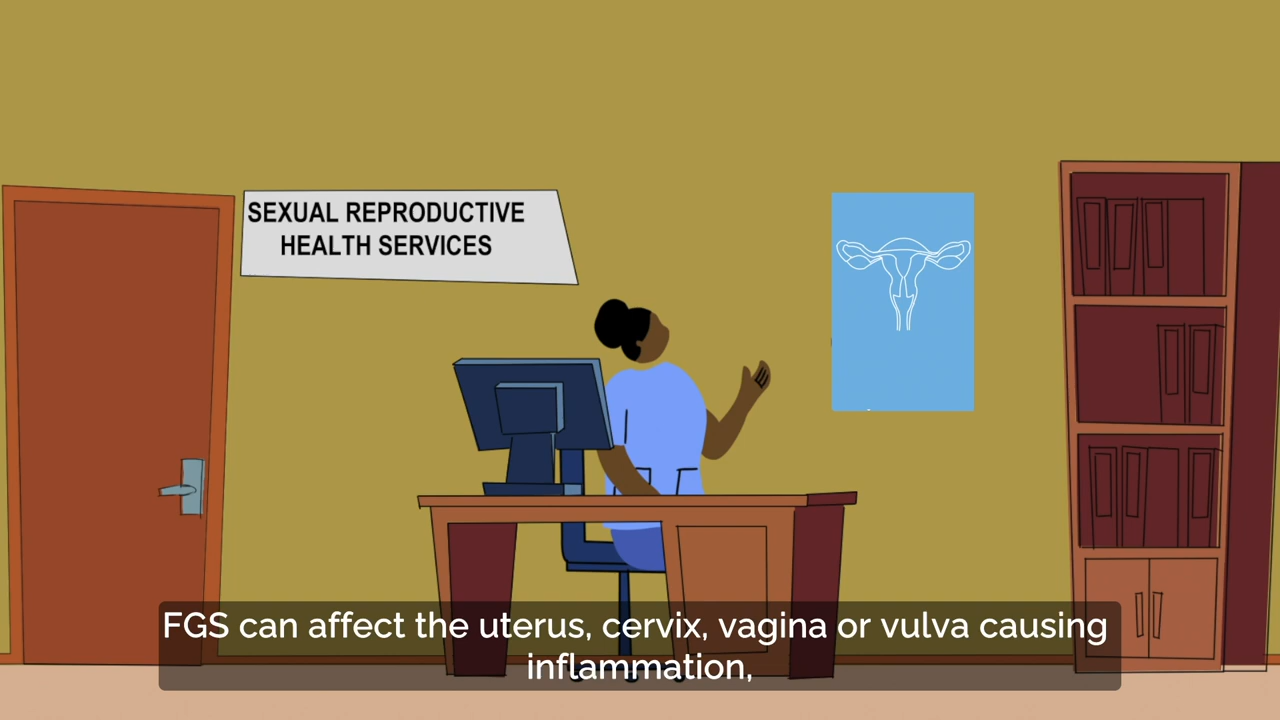 SEXUAL REPRODUCTIVE
HEALTH SERVICES
FGS can affect the uterus, cervix, vagina or vulva causing
inflammation,